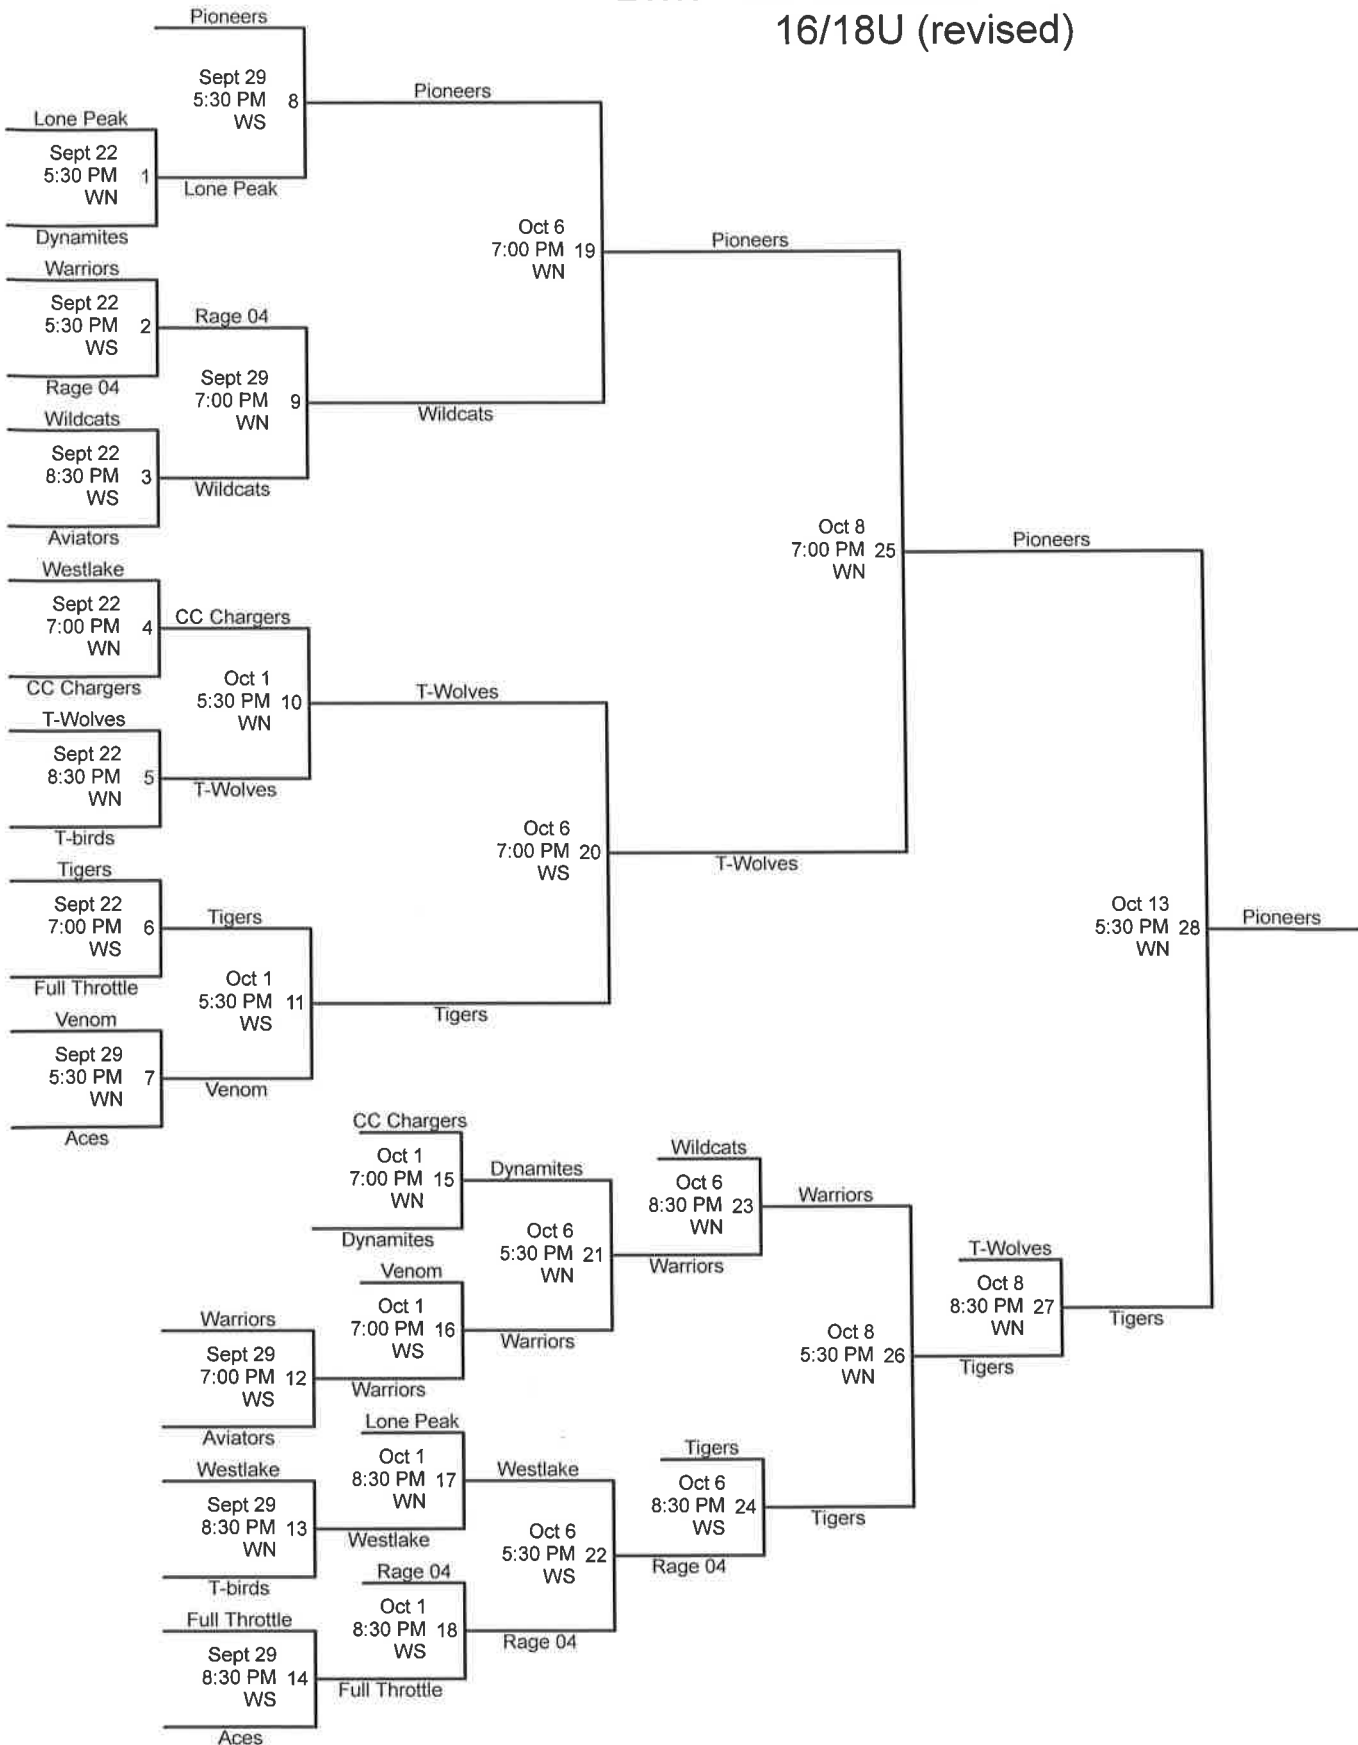 16/18U (revised)
Pioneers
Sept 29
5:30 PM 8
WS
Pioneers
Lone Peak
Sept 22
5:30 PM 1
WN
Lone Peak
Dynamites
Oct 6
7:00 PM 19
WN
Pioneers
Warriors
Sept 22
5:30 PM 2
WS
Rage 04
Rage 04
Sept 29
7:00 PM 9
WN
Wildcats
Wildcats
Sept 22
8:30 PM 3
WS
Wildcats
Aviators
Oct 8
7:00 PM 25
WN
Pioneers
Westlake
Sept 22
7:00 PM 4
WN
CC Chargers
CC Chargers
Oct 1
5:30 PM 10
WN
T-Wolves
T-Wolves
Sept 22
8:30 PM 5
WN
T-Wolves
T-birds
Oct 6
7:00 PM 20
WS
T-Wolves
Tigers
Sept 22
7:00 PM 6
WS
Tigers
Full Throttle
Oct 1
5:30 PM 11
WS
Tigers
Venom
Sept 29
5:30 PM 7
WN
Venom
Aces
Oct 13
5:30 PM 28
WN
Pioneers
CC Chargers
Oct 1
7:00 PM 15
WN
Dynamites
Dynamites
Oct 6
5:30 PM 21
WN
Warriors
Wildcats
Oct 6
8:30 PM 23
WN
Warriors
Venom
Oct 1
7:00 PM 16
WS
Warriors
Warriors
Sept 29
7:00 PM 12
WS
Warriors
Aviators
Oct 8
5:30 PM 26
WN
Tigers
T-Wolves
Oct 8
8:30 PM 27
WN
Tigers
Lone Peak
Oct 1
8:30 PM 17
WN
Westlake
Westlake
Sept 29
8:30 PM 13
WN
Westlake
T-birds
Oct 6
5:30 PM 22
WS
Rage 04
Tigers
Oct 6
8:30 PM 24
WS
Tigers
Rage 04
Oct 1
8:30 PM 18
WS
Rage 04
Full Throttle
Sept 29
8:30 PM 14
WS
Full Throttle
Aces